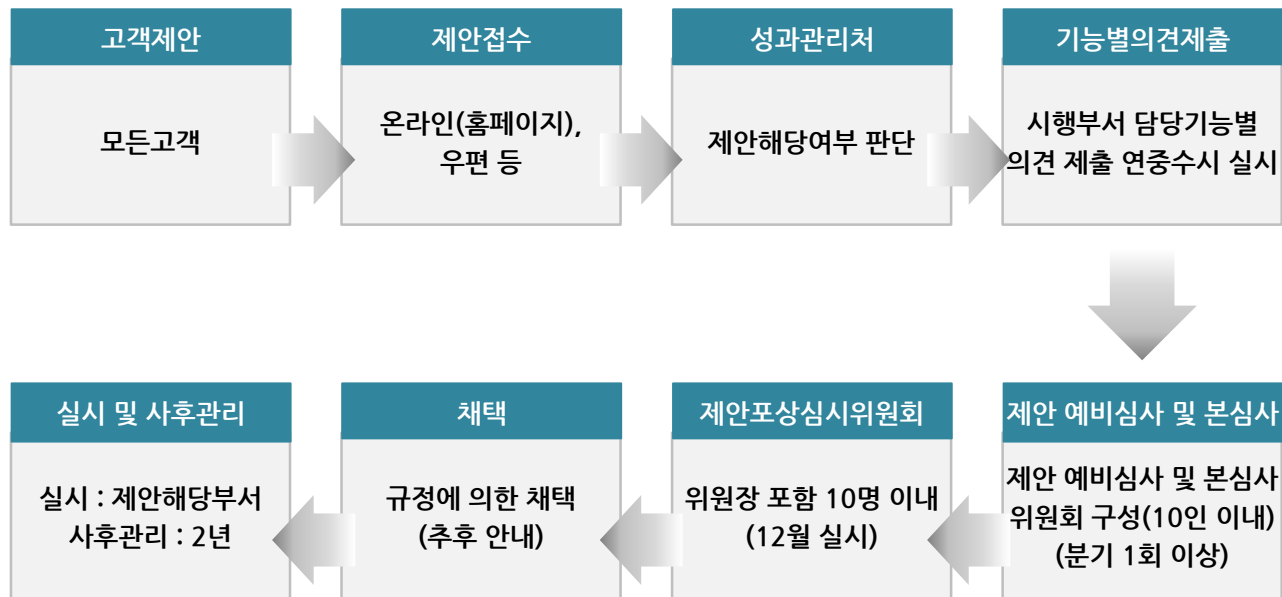 고객제안
모든고객
제안접수
온라인(홈페이지),
우편 등
성과관리처
제안해당여부 판단
기능별의견제출
시행부서 담당기능별
의견 제출 연중수시 실시
제안 예비심사 및 본심사
제안 예비심사 및 본심사
위원회 구성(10인 이내)
(분기 1회 이상)
제안포상심시위원회
위원장 포함 10명 이내
(12월 실시)
채택
규정에 의한 채택
(추후 안내)
실시 및 사후관리
실시 : 제안해당부서
사후관리 : 2년